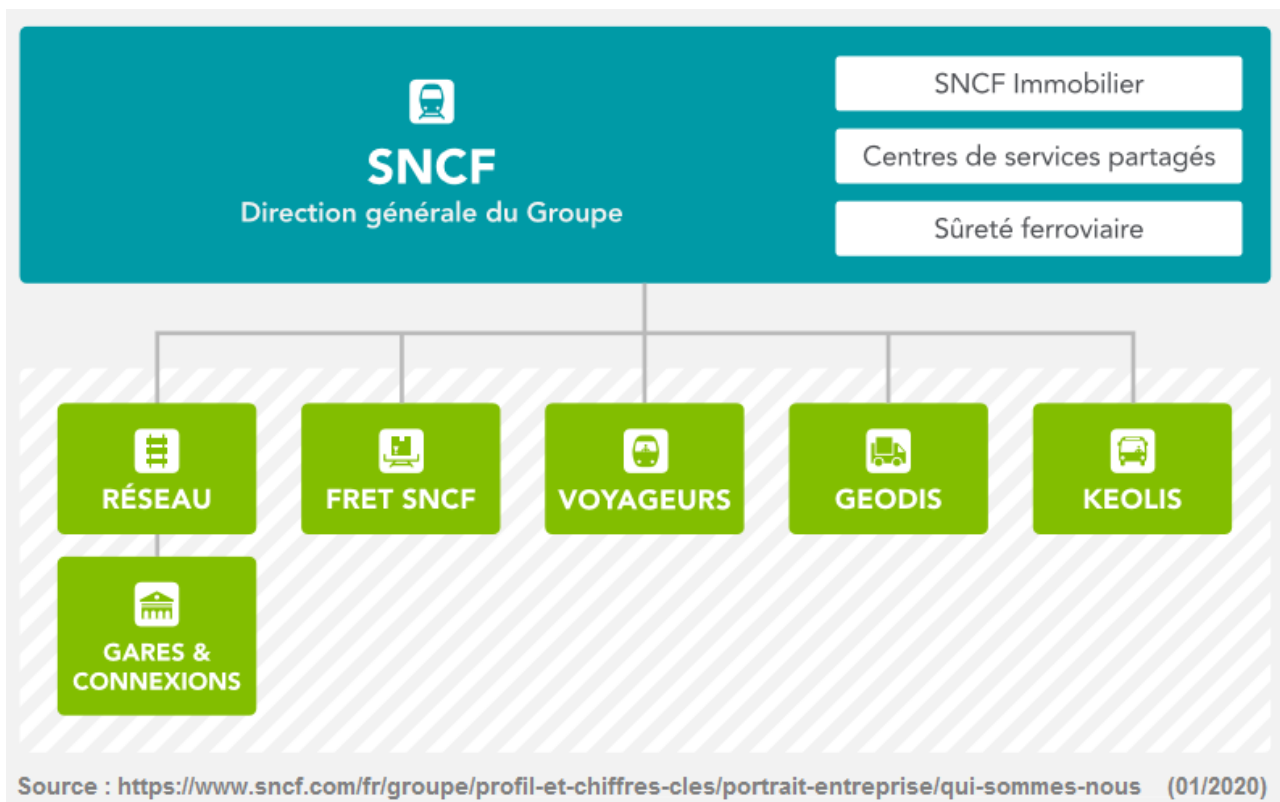 SNCF
Direction générale du Groupe
SNCF Immobilier
Centres de services partagés
Sûreté ferroviaire
RÉSEAU
FRET SNCF
VOYAGEURS
GEODIS
KEOLIS
GARES &
CONNEXIONS
Source : https://www.sncf.com/fr/groupe/profil-et-chiffres-cles/portrait-entreprise/qui-sommes-nous (01/2020)